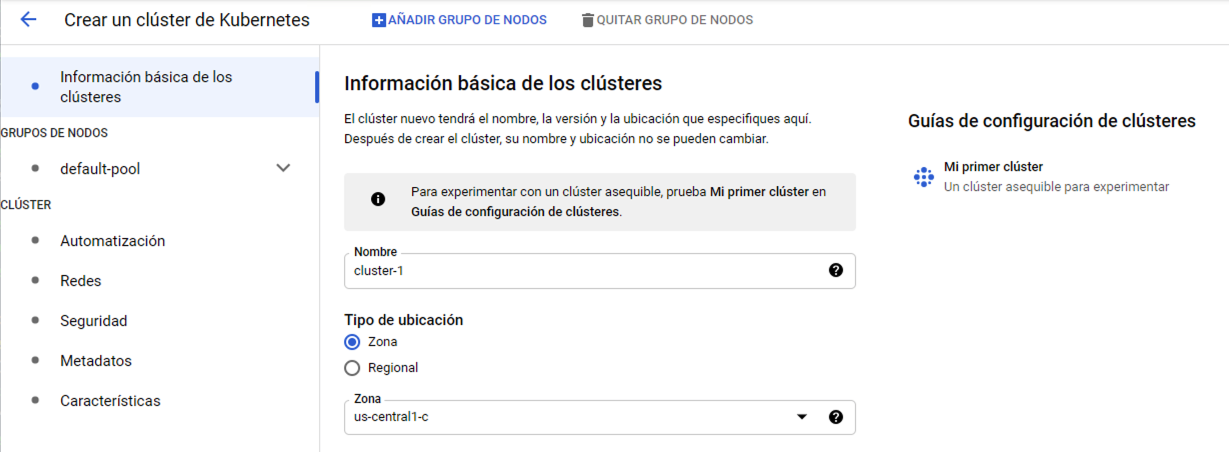 Crear un clúster de Kubernetes
AÑADIR GRUPO DE NODOS
QUITAR GRUPO DE NODOS
Información básica de los
clústeres
GRUPOS DE NODOS
default-pool
CLÚSTER
Automatización
Redes
Seguridad
Metadatos
Características
Información básica de los clústeres
El clúster nuevo tendrá el nombre, la versión y la ubicación que especifiques aquí.
Después de crear el clúster, su nombre y ubicación no se pueden cambiar.
Para experimentar con un clúster asequible, prueba Mi primer clúster en
Guías de configuración de clústeres.
Nombre
cluster-1
Tipo de ubicación
Zona
Regional
Zona
us-central1-c
Guías de configuración de clústeres
Mi primer clúster
Un clúster asequible para experimentar